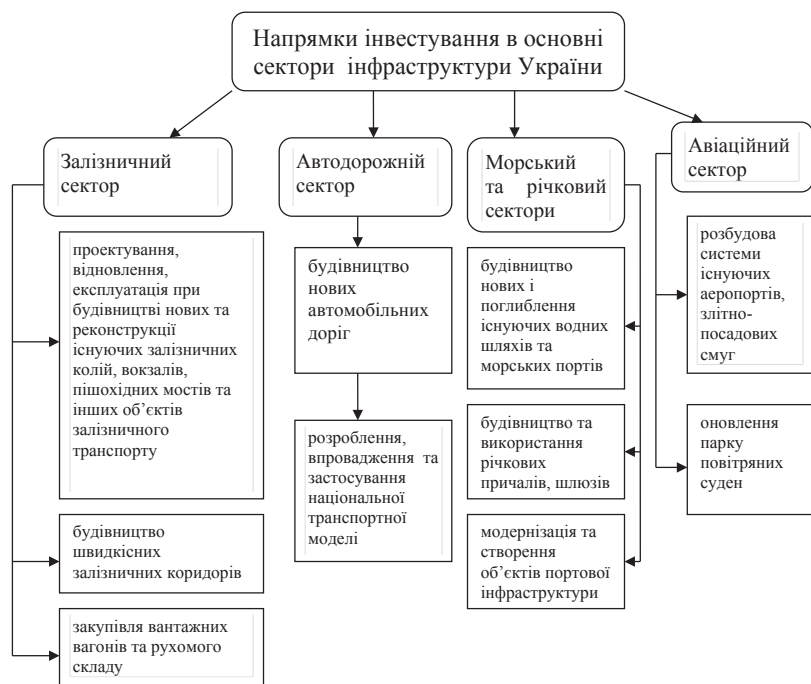 Напрямки інвестування в основні
сектори інфраструктури України
Залізничний
сектор
проектування,
відновлення,
експлуатація при
будівництві нових та
реконструкції
існуючих залізничних
колій, вокзалів,
пішохідних мостів та
інших об’єктів
залізничного
транспорту
будівництво
швидкісних
залізничних коридорів
закупівля вантажних
вагонів та рухомого
складу
Автодорожній
сектор
будівництво
нових
автомобільних
доріг
розроблення,
впровадження та
застосування
національної
транспортної
моделі
Морський
та річковий
сектори
будівництво
нових і
поглиблення
існуючих водних
шляхів та
морських портів
будівництво та
використання
річкових
причалів, шлюзів
модернізація та
створення
об’єктів портової
інфраструктури
Авіаційний
сектор
розбудова
системи
існуючих
аеропортів,
злітно-
посадових
смуг
оновлення
парку
повітряних
суден